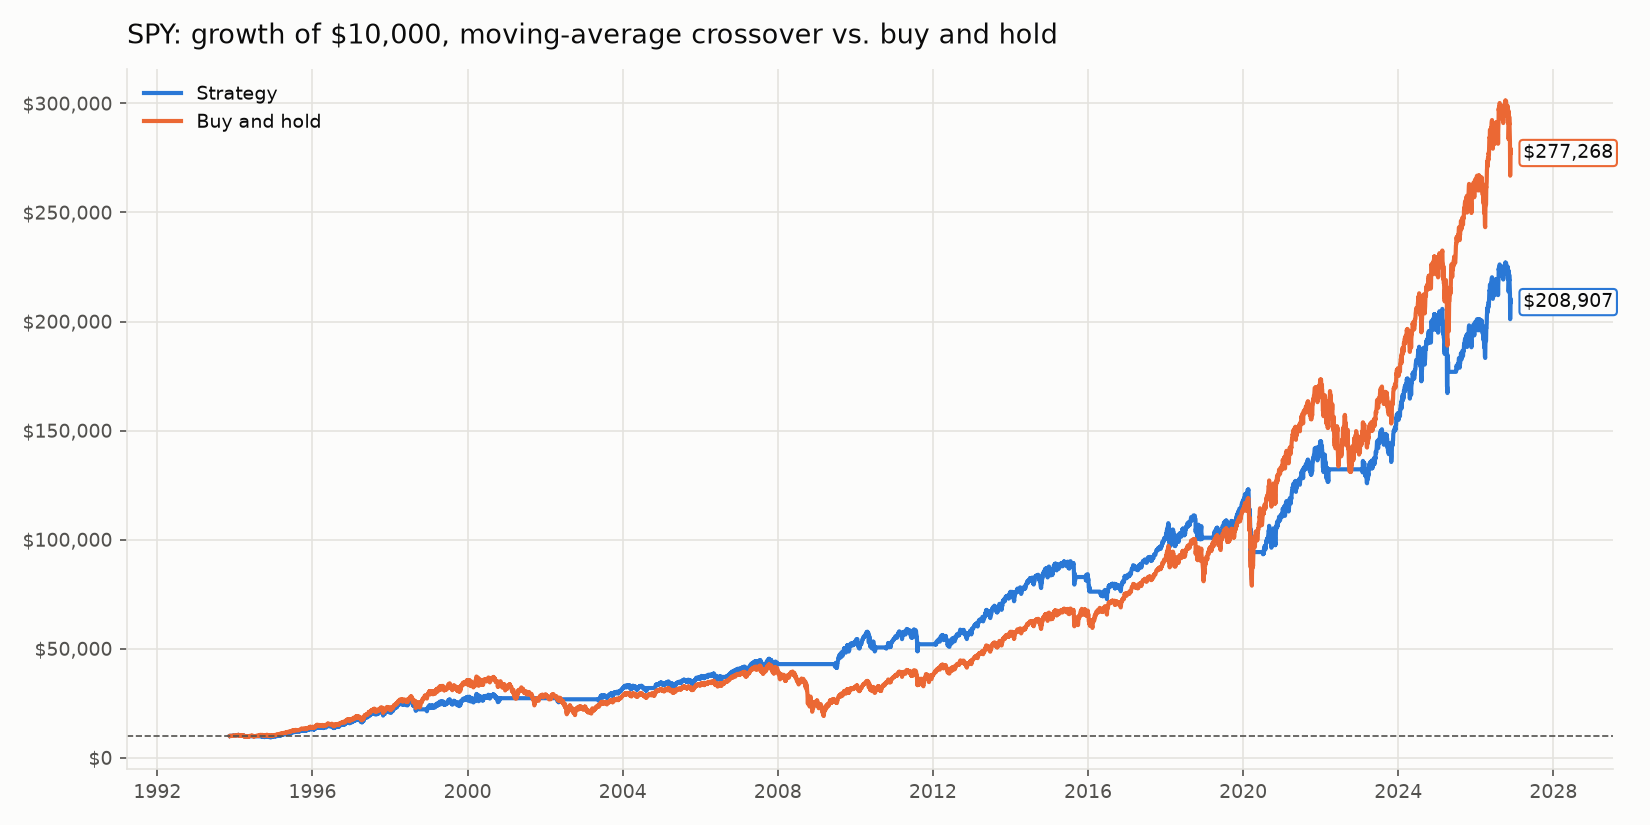 SPY: growth of $10,000, moving-average crossover vs. buy and hold
Strategy
Buy and hold
$300,000
$250,000
$200,000
$150,000
$100,000
$50,000
$0
$277,268
$208,907
1992 1996 2000 2004 2008 2012 2016 2020 2024 2028